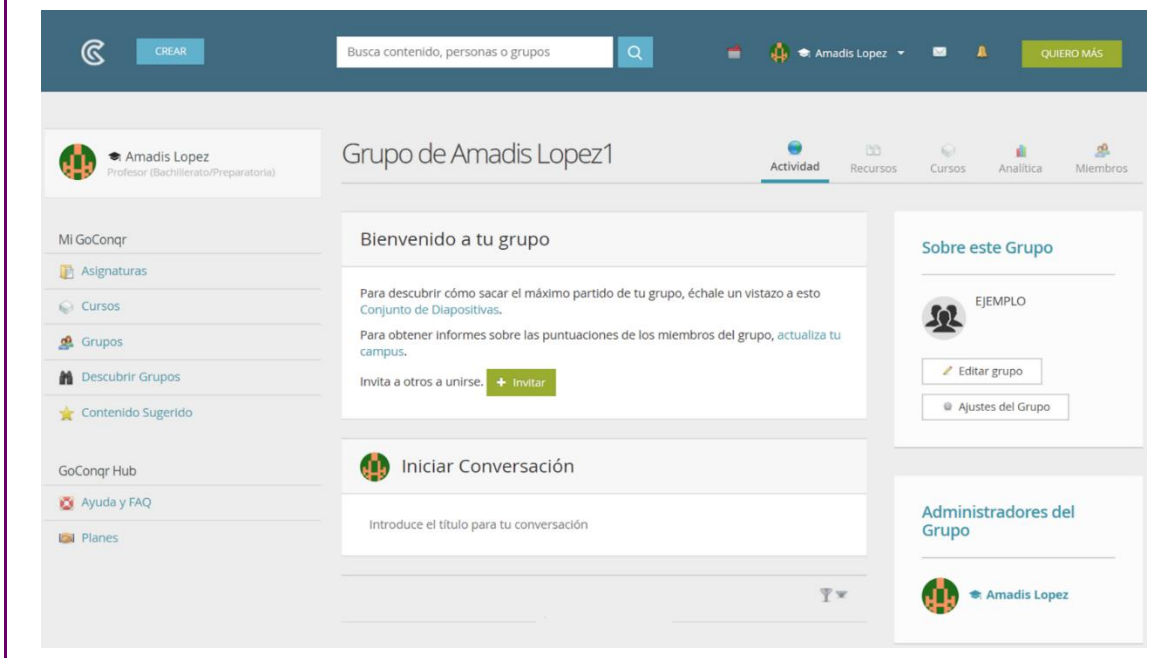 CREAR
Busca contenido, personas o grupos
Amadis Lopez
QUIERO MÁS
Amadis Lopez
Profesor (Bachillerato/Preparatoria)
Grupo de Amadis Lopez1
Actividad
Recursos
Cursos
Analítica
Miembros
Mi GoConqr
Asignaturas
Cursos
Grupos
Descubrir Grupos
Contenido Sugerido
GoConqr Hub
Ayuda y FAQ
Planes
Bienvenido a tu grupo
Para descubrir cómo sacar el máximo partido de tu grupo, échale un vistazo a esto
Conjunto de Diapositivas.
Para obtener informes sobre las puntuaciones de los miembros del grupo, actualiza tu
campus.
Invita a otros a unirse. + Invitar
Iniciar Conversación
Introduce el título para tu conversación
Sobre este Grupo
EJEMPLO
Editar grupo
Ajustes del Grupo
Administradores del
Grupo
Amadis Lopez